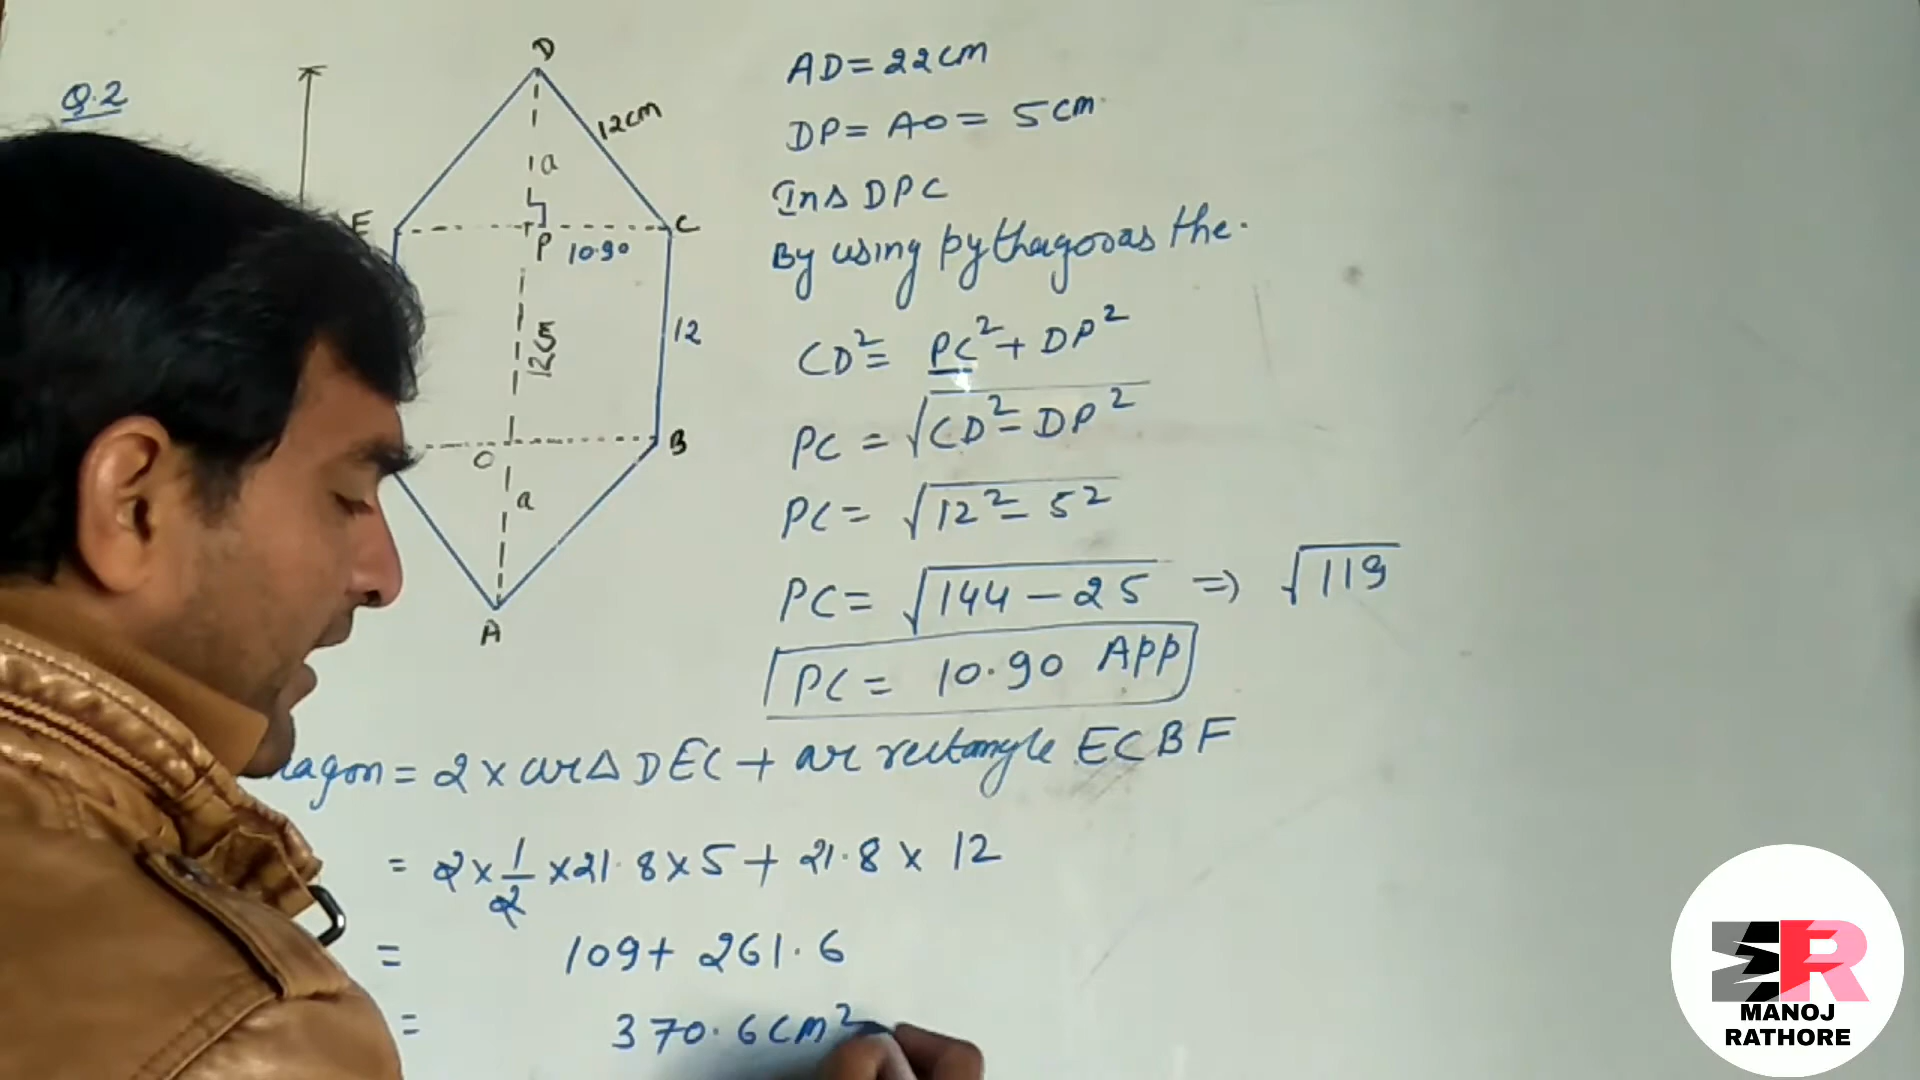 Q.2
D
12cm
a
E
P
10.90
C
125
12
O
B
a
A
AD = 22cm
DP = AO = 5cm
In Δ DPC
By using pythagoras the.
CD² = PC² + DP²
PC = √CD² - DP²
PC = √12² - 5²
PC = √144 - 25 ⇒ √119
PC = 10.90 App
agon = 2 × ar Δ DEC + ar rectangle ECBF
= 2 × 1/2 × 21.8 × 5 + 21.8 × 12
= 109 + 261.6
= 370.6 cm²
ER
MANOJ
RATHORE